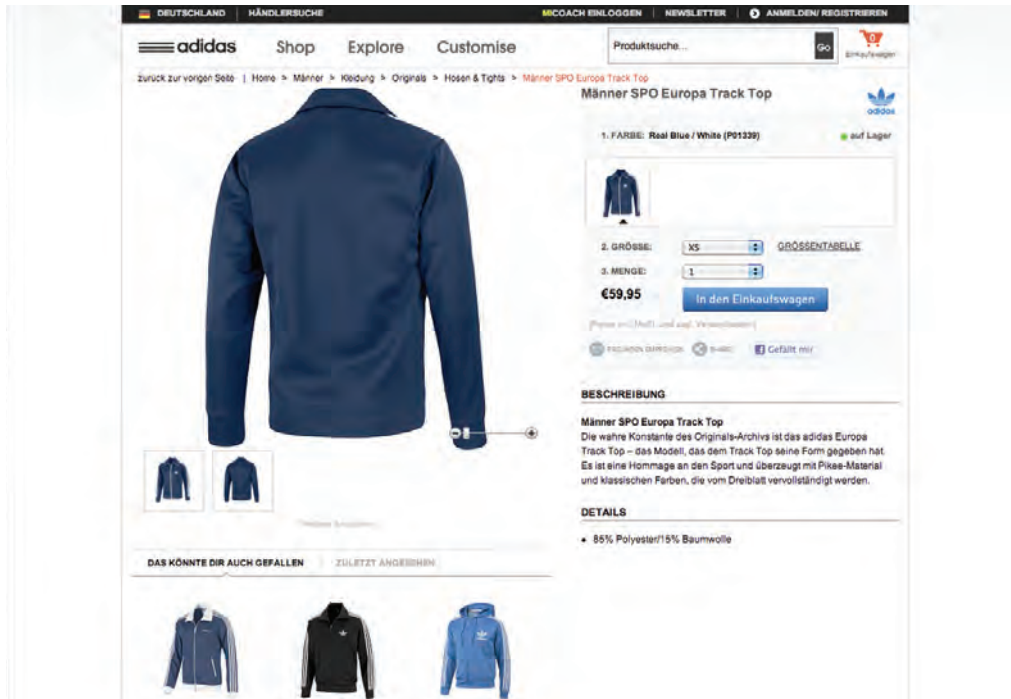 DEUTSCHLAND HÄNDLERSUCHE MICOACH EINLOGGEN NEWSLETTER ANMELDEN/ REGISTRIEREN
adidas Shop Explore Customise Produktsuche... Go 0
Einkaufswagen
zurück zur vorigen Seite | Home > Männer > Kleidung > Originals > Hosen & Tights > Männer SPO Europa Track Top
Männer SPO Europa Track Top
adidas
1. FARBE: Real Blue / White (P01339) auf Lager
2. GRÖSSE: XS GRÖSSENTABELLE
3. MENGE: 1
€59,95 In den Einkaufswagen
SHARE Gefällt mir
BESCHREIBUNG
Männer SPO Europa Track Top
Die wahre Konstante des Originals-Archivs ist das adidas Europa
Track Top – das Modell, das dem Track Top seine Form gegeben hat.
Es ist eine Hommage an den Sport und überzeugt mit Pikee-Material
und klassischen Farben, die vom Dreiblatt vervollständigt werden.
DETAILS
• 85% Polyester/15% Baumwolle
DAS KÖNNTE DIR AUCH GEFALLEN ZULETZT ANGESEHEN